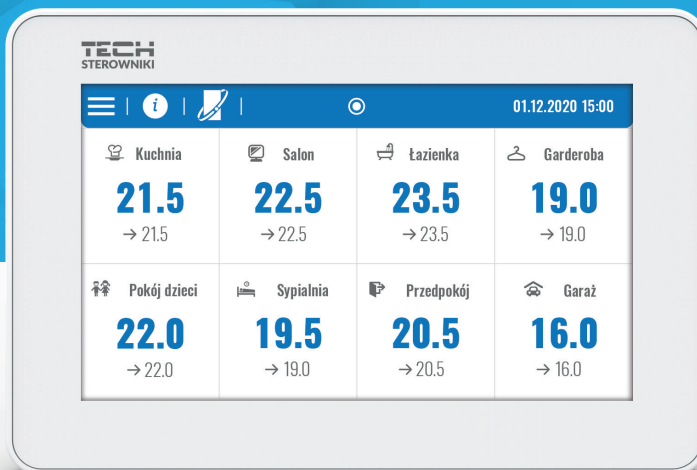 TECH
STEROWNIKI
i
01.12.2020 15:00
Kuchnia
Salon
Łazienka
Garderoba
21.5
22.5
23.5
19.0
→ 21.5
→ 22.5
→ 23.5
→ 19.0
Pokój dzieci
Sypialnia
Przedpokój
Garaż
22.0
19.5
20.5
16.0
→ 22.0
→ 19.0
→ 20.5
→ 16.0